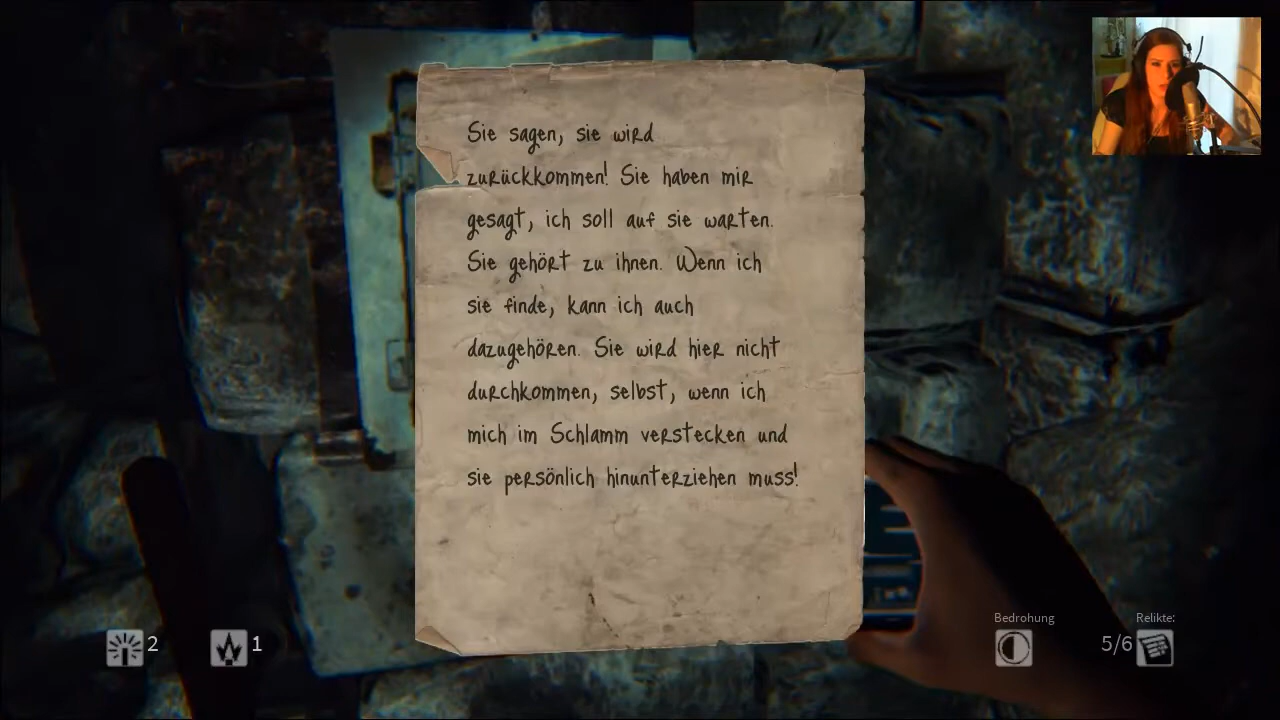 Sie sagen, sie wird
zurückkommen! Sie haben mir
gesagt, ich soll auf sie warten.
Sie gehört zu ihnen. Wenn ich
sie finde, kann ich auch
dazugehören. Sie wird hier nicht
durchkommen, selbst, wenn ich
mich im Schlamm verstecken und
sie persönlich hinunterziehen muss!
Bedrohung
Relikte:
2
1
5/6